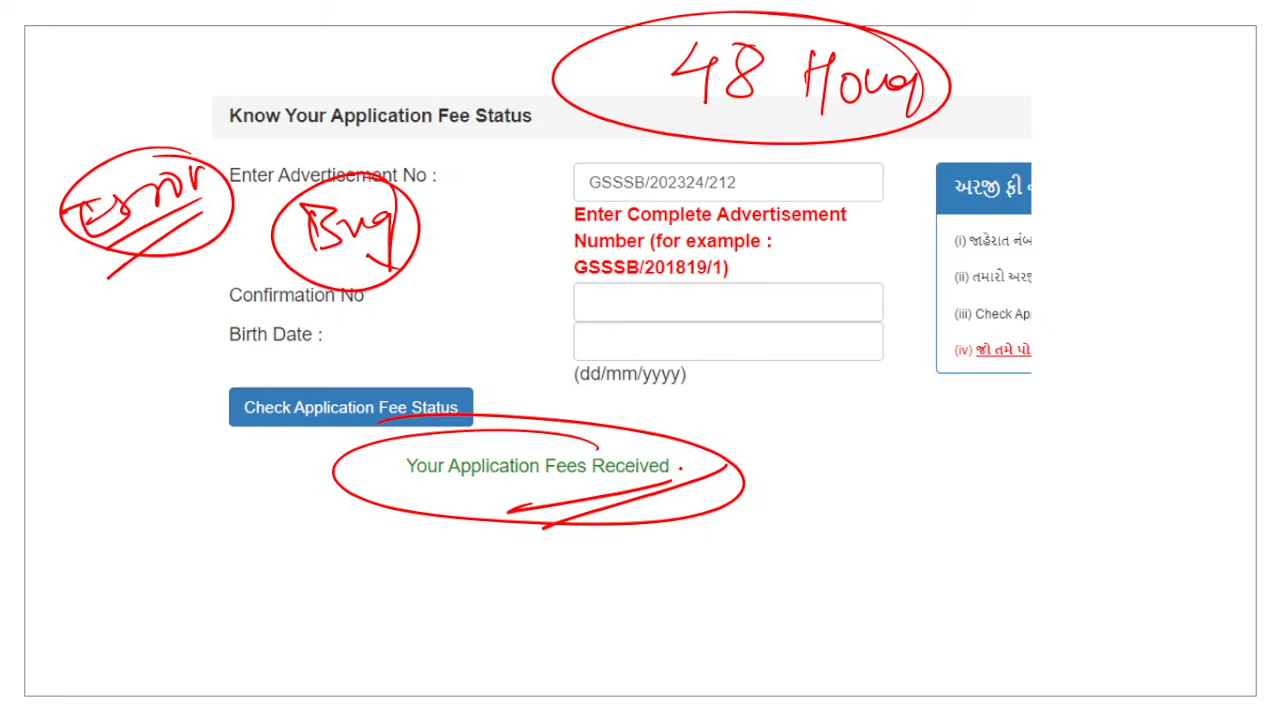 48 Hours
Know Your Application Fee Status
Error
Enter Advertisement No :
GSSSB/202324/212
Bug
Enter Complete Advertisement
Number (for example :
GSSSB/201819/1)
અરજી ફી
(i) જાહેરાત નંબ
(ii) તમારો અરજ
(iii) Check Ap
(iv) જો તમે પો
Confirmation No
Birth Date :
(dd/mm/yyyy)
Check Application Fee Status
Your Application Fees Received